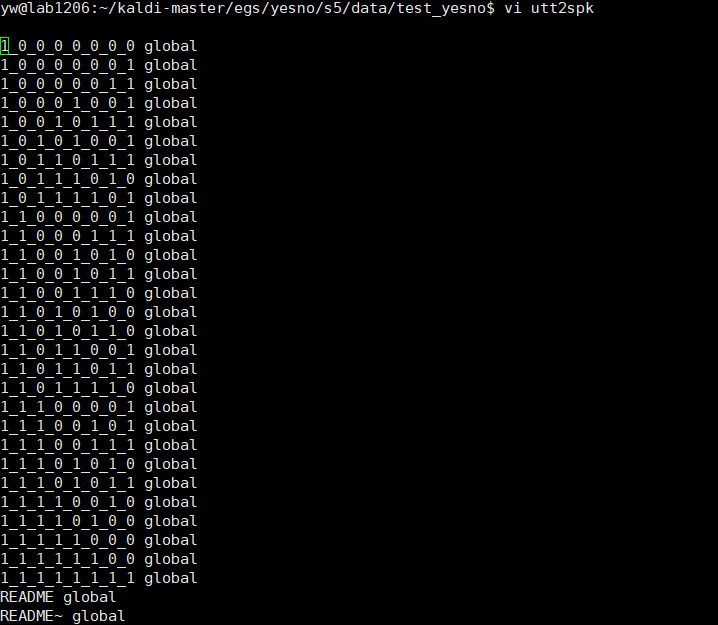 yw@lab1206:~/kaldi-master/egs/yesno/s5/data/test_yesno$ vi utt2spk
1_0_0_0_0_0_0_0 global
1_0_0_0_0_0_0_1 global
1_0_0_0_0_0_1_1 global
1_0_0_0_1_0_0_1 global
1_0_0_1_0_1_1_1 global
1_0_1_0_1_0_0_1 global
1_0_1_1_0_1_1_1 global
1_0_1_1_1_0_1_0 global
1_0_1_1_1_1_0_1 global
1_1_0_0_0_0_0_1 global
1_1_0_0_0_1_1_1 global
1_1_0_0_1_0_1_0 global
1_1_0_0_1_0_1_1 global
1_1_0_0_1_1_1_0 global
1_1_0_1_0_1_0_0 global
1_1_0_1_0_1_1_0 global
1_1_0_1_1_0_0_1 global
1_1_0_1_1_0_1_1 global
1_1_0_1_1_1_1_0 global
1_1_1_0_0_0_0_1 global
1_1_1_0_0_1_0_1 global
1_1_1_0_0_1_1_1 global
1_1_1_0_1_0_1_0 global
1_1_1_0_1_0_1_1 global
1_1_1_1_0_0_1_0 global
1_1_1_1_0_1_0_0 global
1_1_1_1_1_0_0_0 global
1_1_1_1_1_1_0_0 global
1_1_1_1_1_1_1_1 global
README global
README~ global